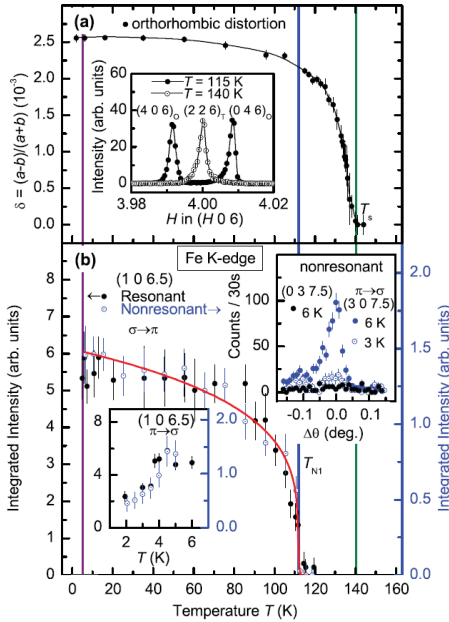 (a)
orthorhombic distortion
δ = (a-b)/(a+b) (10⁻³)
2.5
2.0
1.5
1.0
0.5
0.0
T = 115 K
T = 140 K
(4 0 6)O (2 2 6)T (0 4 6)O
Intensity (arb. units)
60
40
20
0
3.98 4.00 4.02
H in (H 0 6)
Ts
(b)
Fe K-edge
(1 0 6.5)
Resonant
Nonresonant
σ→π
Integrated Intensity (arb. units)
9
8
7
6
5
4
3
2
1
0
nonresonant
(0 3 7.5)
6 K
π→σ
(3 0 7.5)
6 K
3 K
Counts / 30s
100
50
0
-0.1 0.0 0.1
Δθ (deg.)
TN1
(1 0 6.5)
π→σ
8
4
0
2.0
1.0
0.0
2 3 4 5 6
T (K)
2.0
1.5
1.0
0.5
0.0
Integrated Intensity (arb. units)
0 20 40 60 80 100 120 140 160
Temperature T (K)